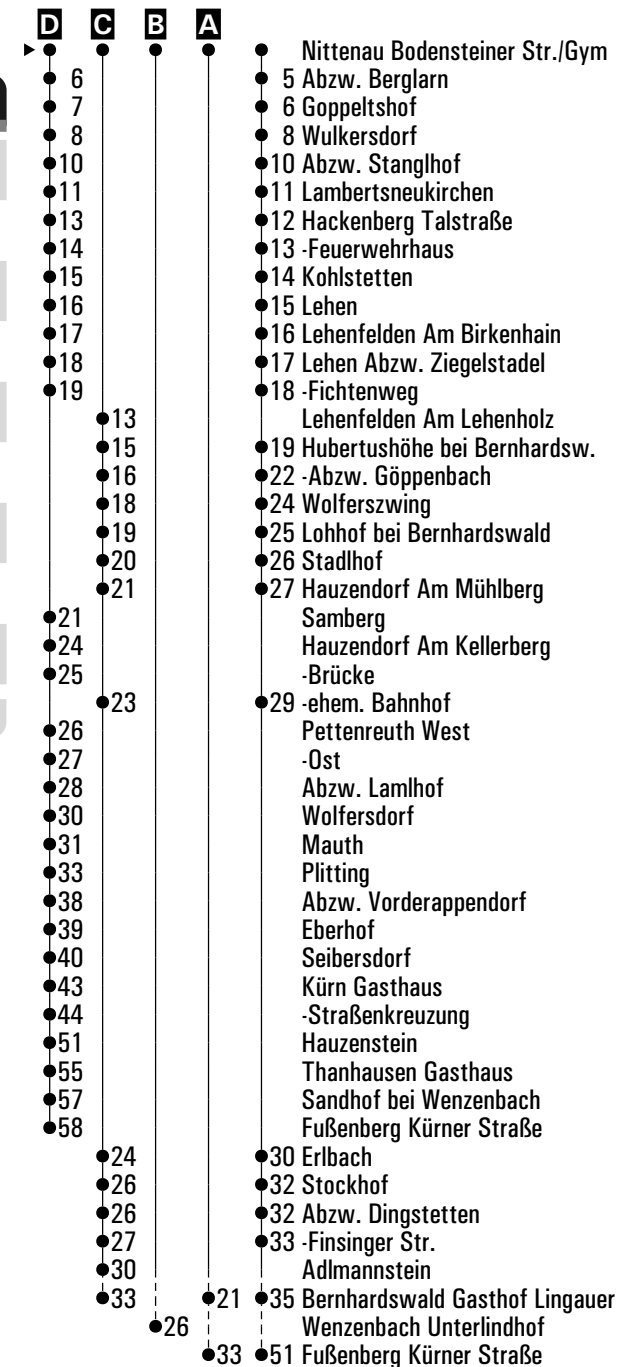 D C B A
Nittenau Bodensteiner Str./Gym
6 5 Abzw. Berglarn
7 6 Goppeltshof
8 8 Wulkersdorf
10 10 Abzw. Stanglhof
11 11 Lambertsneukirchen
13 12 Hackenberg Talstraße
14 13 -Feuerwehrhaus
15 14 Kohlstetten
16 15 Lehen
17 16 Lehenfelden Am Birkenhain
18 17 Lehen Abzw. Ziegelstadel
19 18 -Fichtenweg
13 Lehenfelden Am Lehenholz
15 19 Hubertushöhe bei Bernhardsw.
16 22 -Abzw. Göppenbach
18 24 Wolferszwing
19 25 Lohhof bei Bernhardswald
20 26 Stadlhof
21 27 Hauzendorf Am Mühlberg
21 Samberg
24 Hauzendorf Am Kellerberg
25 -Brücke
23 29 -ehem. Bahnhof
26 Pettenreuth West
27 -Ost
28 Abzw. Lamlhof
30 Wolfersdorf
31 Mauth
33 Plitting
38 Abzw. Vorderappendorf
39 Eberhof
40 Seibersdorf
43 Kürn Gasthaus
44 -Straßenkreuzung
51 Hauzenstein
55 Thanhausen Gasthaus
57 Sandhof bei Wenzenbach
58 Fußenberg Kürner Straße
24 30 Erlbach
26 32 Stockhof
26 32 Abzw. Dingstetten
27 33 -Finsinger Str.
30 Adlmannstein
33 21 35 Bernhardswald Gasthof Lingauer
26 Wenzenbach Unterlindhof
33 51 Fußenberg Kürner Straße